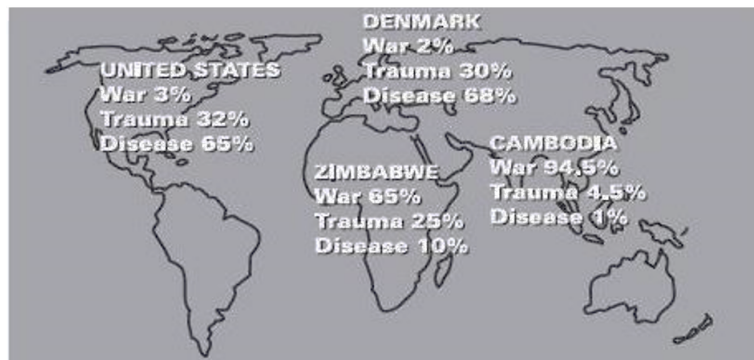 DENMARK
War 2%
Trauma 30%
Disease 68%
UNITED STATES
War 3%
Trauma 32%
Disease 65%
CAMBODIA
War 94.5%
Trauma 4.5%
Disease 1%
ZIMBABWE
War 65%
Trauma 25%
Disease 10%